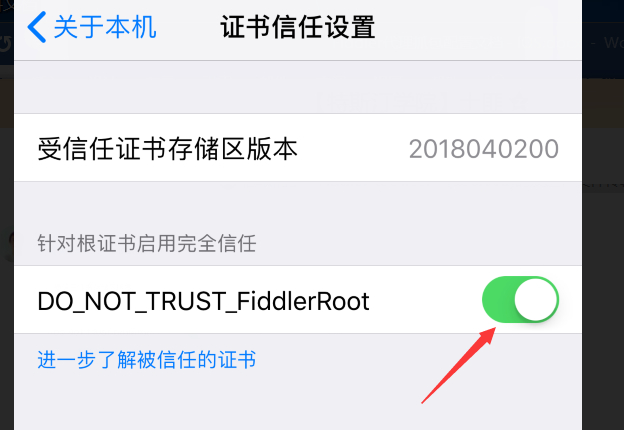 关于本机
证书信任设置
受信任证书存储区版本 2018040200
针对根证书启用完全信任
DO_NOT_TRUST_FiddlerRoot
进一步了解被信任的证书